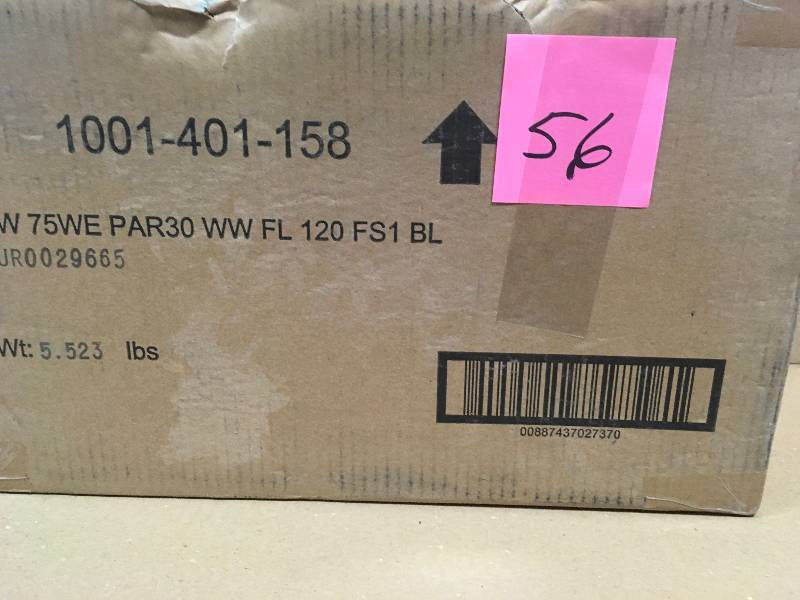 1001-401-158
56
W 75WE PAR30 WW FL 120 FS1 BL
JR0029665
Wt: 5.523 lbs
00887437027370